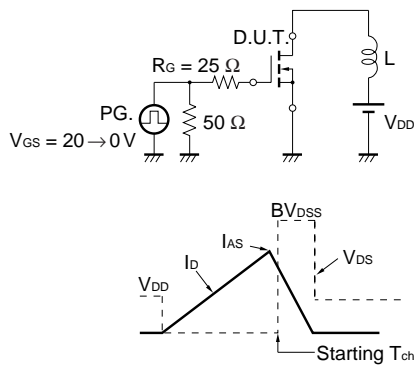 D.U.T.
RG = 25 Ω
L
PG.
50 Ω
VDD
VGS = 20 → 0 V
BVDSS
IAS
ID
VDS
VDD
Starting Tch